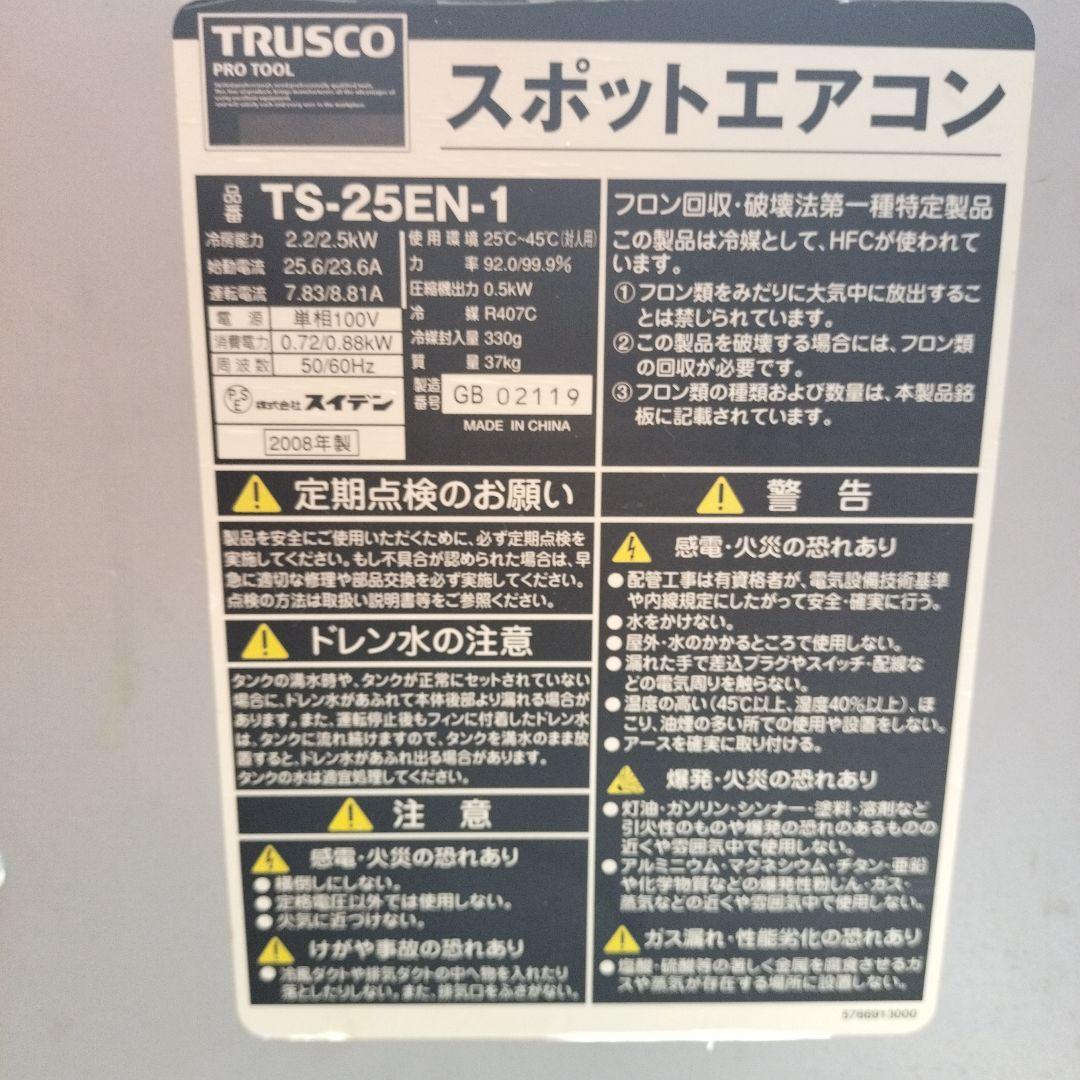 TRUSCO
PRO TOOL
スポットエアコン
品番 TS-25EN-1
冷房能力 2.2/2.5kW
始動電流 25.6/23.6A
運転電流 7.83/8.81A
電源 単相100V
消費電力 0.72/0.88kW
周波数 50/60Hz
PSE 株式会社 スイデン
2008年製
使用環境 25℃~45℃(対人用)
力率 92.0/99.9%
圧縮機出力 0.5kW
冷媒 R407C
冷媒封入量 330g
質量 37kg
製造番号 GB 02119
MADE IN CHINA
フロン回収・破壊法第一種特定製品
この製品は冷媒として、HFCが使われて
います。
①フロン類をみだりに大気中に放出するこ
とは禁じられています。
②この製品を破壊する場合には、フロン類
の回収が必要です。
③フロン類の種類および数量は、本製品銘
板に記載されています。
定期点検のお願い
製品を安全にご使用いただくために、必ず定期点検を
実施してください。もし不具合が認められた場合は、早
急に適切な修理や部品交換を必ず実施してください。
点検の方法は取扱い説明書等をご参照ください。
ドレン水の注意
タンクの満水時や、タンクが正常にセットされていない
場合に、ドレン水があふれて本体後部より漏れる場合が
あります。また、運転停止後もフィンに付着したドレン水
は、タンクに流れ続けますので、タンクを満水のまま放
置すると、ドレン水があふれ出る場合があります。
タンクの水は適宜処理してください。
注意
感電・火災の恐れあり
●横倒しにしない。
●定格電圧以外では使用しない。
●火気に近づけない。
けがや事故の恐れあり
●冷風ダクトや排気ダクトの中へ物を入れたり
落としたりしない。また、排気口をふさがない。
警告
感電・火災の恐れあり
●配管工事は有資格者が、電気設備技術基準
や内線規定にしたがって安全・確実に行う。
●水をかけない。
●屋外・水のかかるところで使用しない。
●漏れた手で差込プラグやスイッチ・配線な
どの電気周りを触らない。
●温度の高い(45℃以上、湿度40%以上)、ほ
こり、油煙の多い所での使用や設置をしない。
●アースを確実に取り付ける。
爆発・火災の恐れあり
●灯油・ガソリン・シンナー・塗料・溶剤など
引火性のものや爆発の恐れのあるものの
近くや雰囲気中で使用しない。
●アルミニウム・マグネシウム・チタン・亜鉛
や化学物質などの爆発性粉じん・ガス・
蒸気などの近くや雰囲気中で使用しない。
ガス漏れ・性能劣化の恐れあり
●塩酸・硫酸等の著しく金属を腐食させるガ
スや蒸気が存在する場所に設置しない。
5766913000